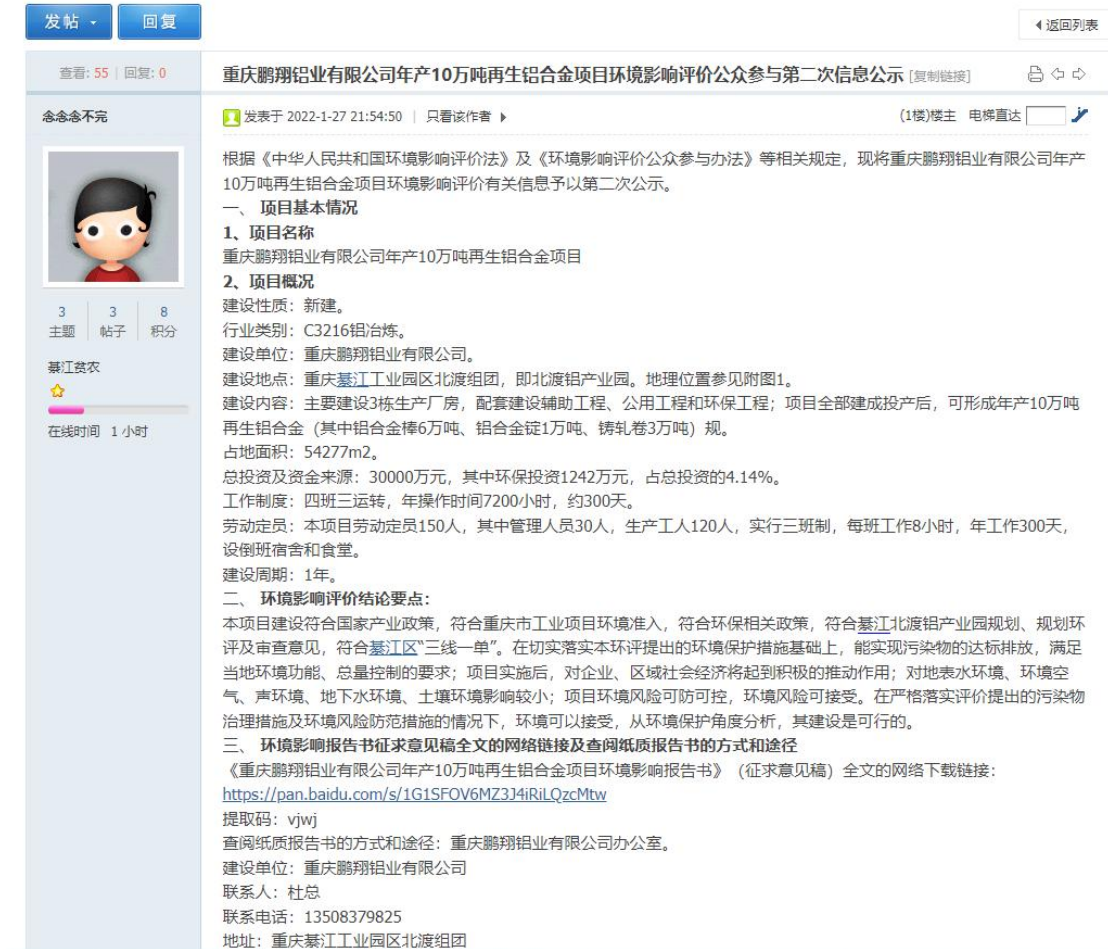 发帖 回复 返回列表
查看: 55 | 回复: 0
重庆鹏翔铝业有限公司年产10万吨再生铝合金项目环境影响评价公众参与第二次信息公示 [复制链接]
念念念不完
发表于 2022-1-27 21:54:50 | 只看该作者
(1楼)楼主 电梯直达
3 3 8
主题 帖子 积分
綦江贫农
在线时间 1 小时
根据《中华人民共和国环境影响评价法》及《环境影响评价公众参与办法》等相关规定，现将重庆鹏翔铝业有限公司年产
10万吨再生铝合金项目环境影响评价有关信息予以第二次公示。
一、 项目基本情况
1、项目名称
重庆鹏翔铝业有限公司年产10万吨再生铝合金项目
2、项目概况
建设性质：新建。
行业类别：C3216铝冶炼。
建设单位：重庆鹏翔铝业有限公司。
建设地点：重庆綦江工业园区北渡组团，即北渡铝产业园。地理位置参见附图1。
建设内容：主要建设3栋生产厂房，配套建设辅助工程、公用工程和环保工程；项目全部建成投产后，可形成年产10万吨
再生铝合金（其中铝合金棒6万吨、铝合金锭1万吨、铸轧卷3万吨）规。
占地面积：54277m2。
总投资及资金来源：30000万元，其中环保投资1242万元，占总投资的4.14%。
工作制度：四班三运转，年操作时间7200小时，约300天。
劳动定员：本项目劳动定员150人，其中管理人员30人，生产工人120人，实行三班制，每班工作8小时，年工作300天，
设倒班宿舍和食堂。
建设周期：1年。
二、 环境影响评价结论要点：
本项目建设符合国家产业政策，符合重庆市工业项目环境准入，符合环保相关政策，符合綦江北渡铝产业园规划、规划环
评及审查意见，符合綦江区“三线一单”。在切实落实本环评提出的环境保护措施基础上，能实现污染物的达标排放，满足
当地环境功能、总量控制的要求；项目实施后，对企业、区域社会经济将起到积极的推动作用；对地表水环境、环境空
气、声环境、地下水环境、土壤环境影响较小；项目环境风险可防可控，环境风险可接受。在严格落实评价提出的污染物
治理措施及环境风险防范措施的情况下，环境可以接受，从环境保护角度分析，其建设是可行的。
三、 环境影响报告书征求意见稿全文的网络链接及查阅纸质报告书的方式和途径
《重庆鹏翔铝业有限公司年产10万吨再生铝合金项目环境影响报告书》（征求意见稿）全文的网络下载链接：
https://pan.baidu.com/s/1G1SFOV6MZ3J4iRiLQzcMtw
提取码：vjwj
查阅纸质报告书的方式和途径：重庆鹏翔铝业有限公司办公室。
建设单位：重庆鹏翔铝业有限公司
联系人：杜总
联系电话：13508379825
地址：重庆綦江工业园区北渡组团